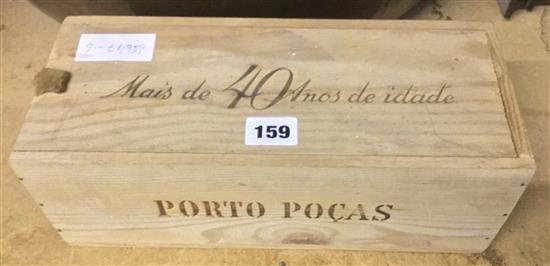 Mais de 40 Anos de idade
159
PORTO POÇAS